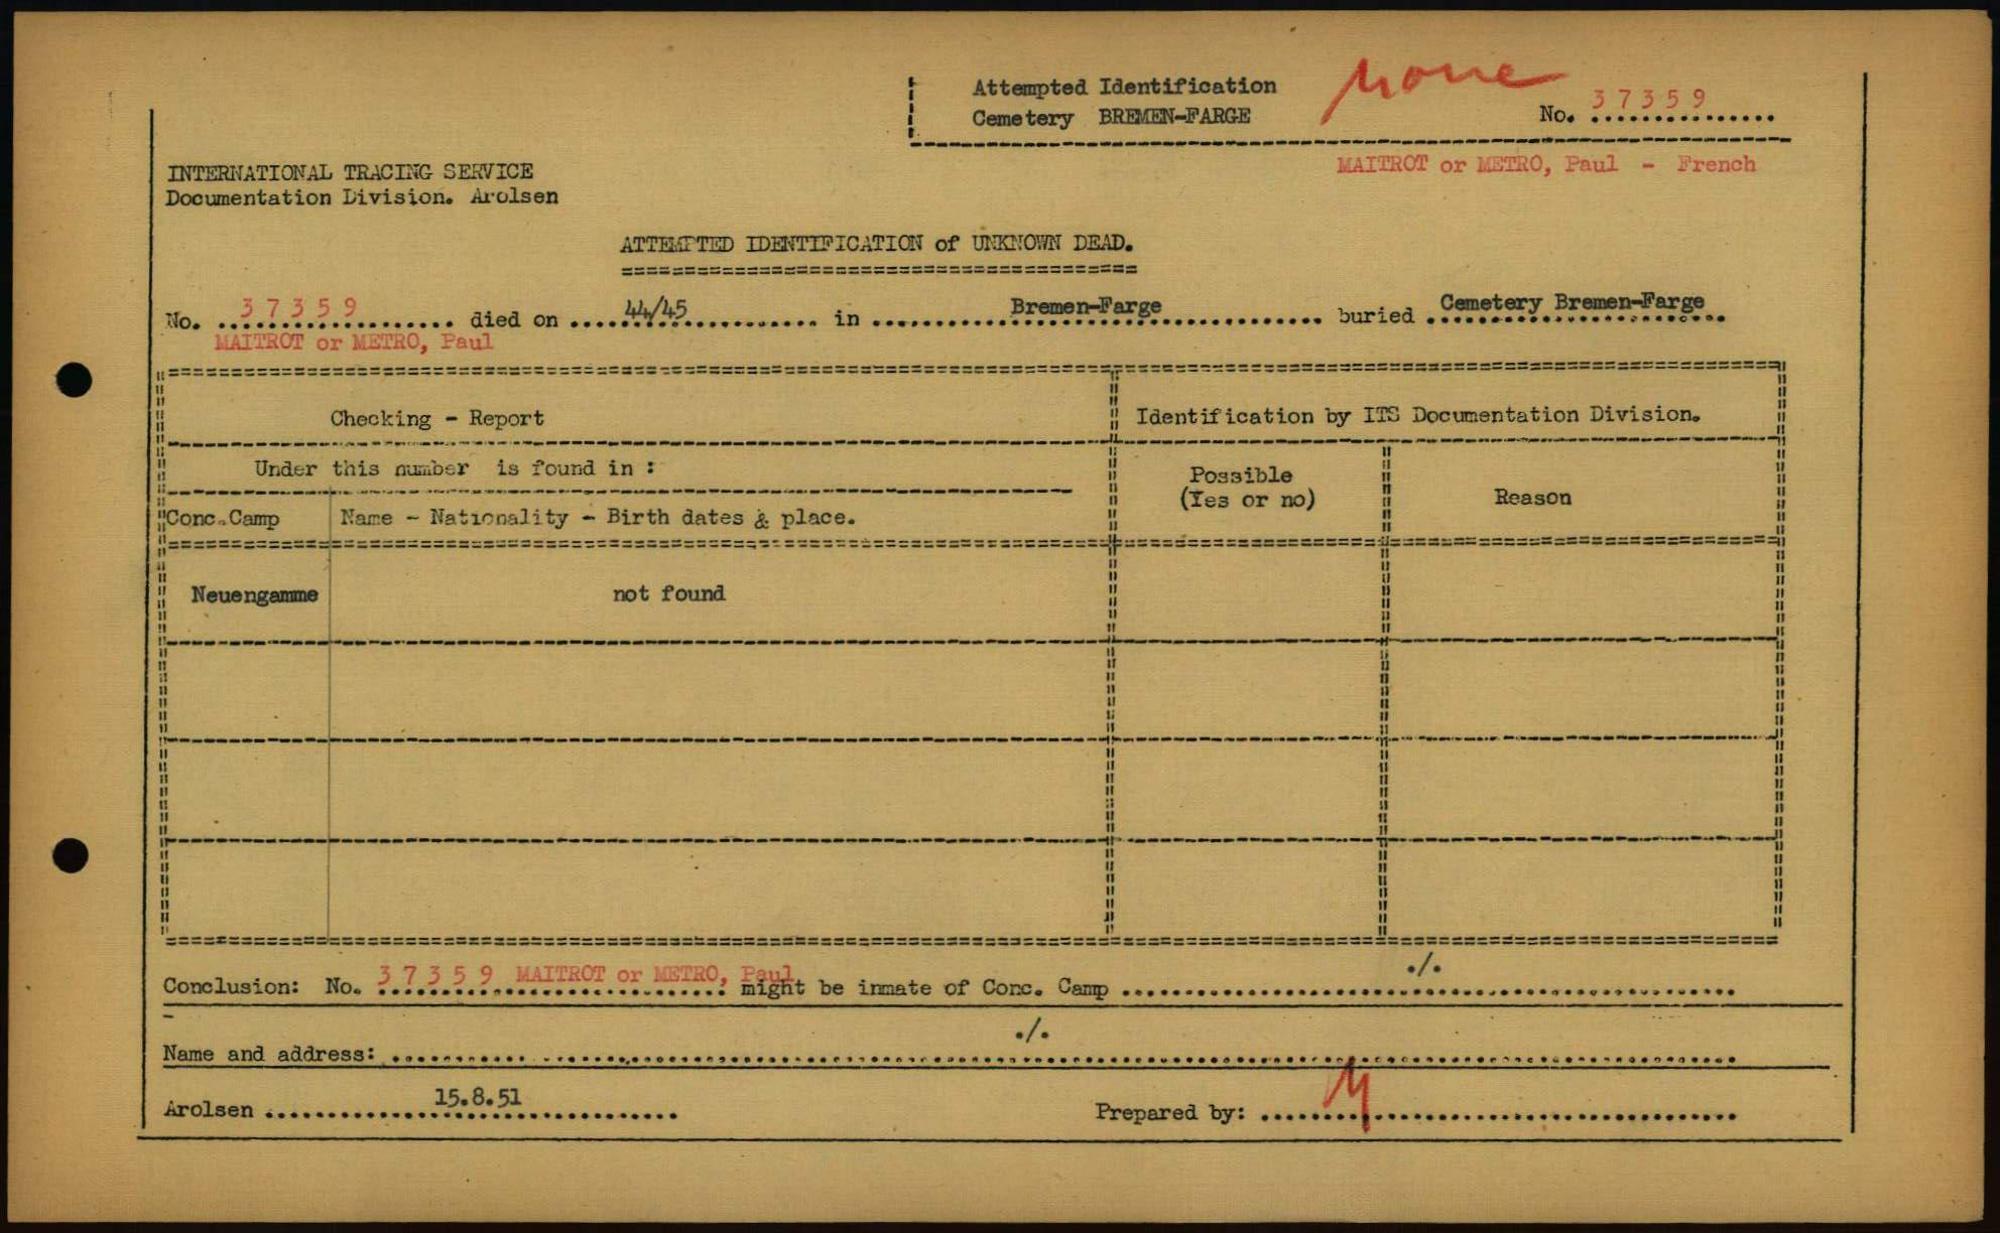 Attempted Identification
Cemetery BREMEN-FARGE
none
No. 37359
MAITROT or METRO, Paul - French
INTERNATIONAL TRACING SERVICE
Documentation Division. Arolsen
ATTEMPTED IDENTIFICATION of UNKNOWN DEAD.
No. 37359 died on 44/45 in Bremen-Farge buried Cemetery Bremen-Farge
MAITROT or METRO, Paul
Checking - Report
Identification by ITS Documentation Division.
Under this number is found in :
Possible
(Yes or no)
Reason
Conc.Camp
Name - Nationality - Birth dates & place.
Neuengamme
not found
Conclusion: No. 37359 MAITROT or METRO, Paul might be inmate of Conc. Camp ./.
Name and address: ./.
Arolsen 15.8.51
Prepared by: